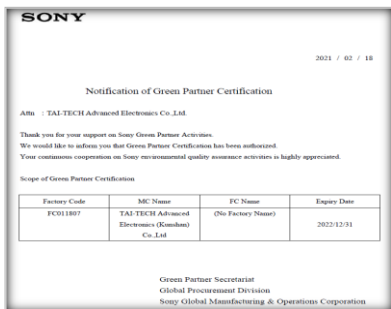 SONY
2021 / 02 / 18
Notification of Green Partner Certification
Attn : TAI-TECH Advanced Electronics Co.,Ltd.
Thank you for your support on Sony Green Partner Activities.
We would like to inform you that Green Partner Certification has been authorized.
Your continuous cooperation on Sony environmental quality assurance activities is highly appreciated.
Scope of Green Partner Certification
Factory Code MC Name FC Name Expiry Date
FC011807 TAI-TECH Advanced (No Factory Name)
Electronics (Kunshan) 2022/12/31
Co.,Ltd
Green Partner Secretariat
Global Procurement Division
Sony Global Manufacturing & Operations Corporation